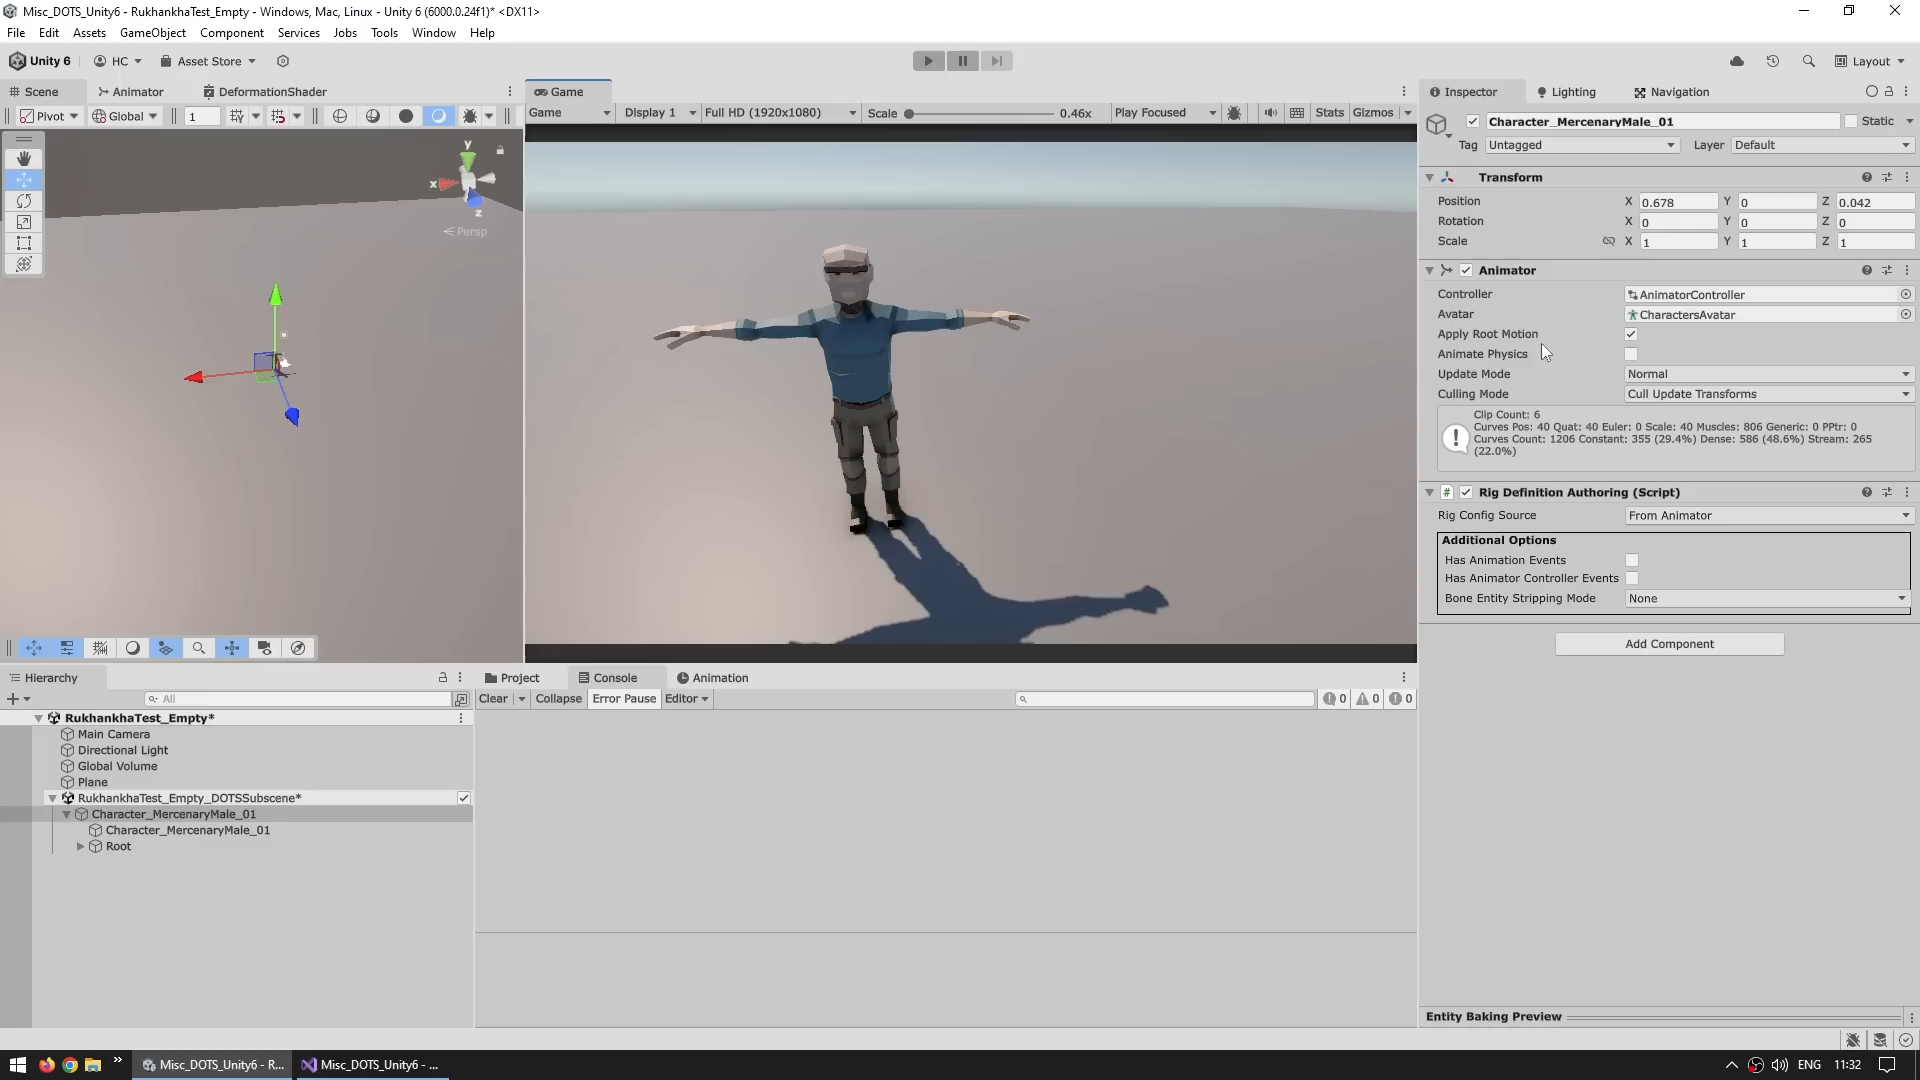 Misc_DOTS_Unity6 - RukhankhaTest_Empty - Windows, Mac, Linux - Unity 6 (6000.0.24f1)* <DX11>
File Edit Assets GameObject Component Services Jobs Tools Window Help
Unity 6 HC Asset Store Layout
Scene Animator DeformationShader
Pivot Global 1
y
x
z
Persp
Game
Game Display 1 Full HD (1920x1080) Scale 0.46x Play Focused Stats Gizmos
Inspector Lighting Navigation
Character_MercenaryMale_01 Static
Tag Untagged Layer Default
Transform
Position X 0.678 Y 0 Z 0.042
Rotation X 0 Y 0 Z 0
Scale X 1 Y 1 Z 1
Animator
Controller AnimatorController
Avatar CharactersAvatar
Apply Root Motion
Animate Physics
Update Mode Normal
Culling Mode Cull Update Transforms
Clip Count: 6
Curves Pos: 40 Quat: 40 Euler: 0 Scale: 40 Muscles: 806 Generic: 0 PPtr: 0
Curves Count: 1206 Constant: 355 (29.4%) Dense: 586 (48.6%) Stream: 265
(22.0%)
Rig Definition Authoring (Script)
Rig Config Source From Animator
Additional Options
Has Animation Events
Has Animator Controller Events
Bone Entity Stripping Mode None
Add Component
Entity Baking Preview
Hierarchy
All
RukhankhaTest_Empty*
Main Camera
Directional Light
Global Volume
Plane
RukhankhaTest_Empty_DOTSSubscene*
Character_MercenaryMale_01
Character_MercenaryMale_01
Root
Project Console Animation
Clear Collapse Error Pause Editor 0 0 0
Misc_DOTS_Unity6 - R... Misc_DOTS_Unity6 - ... ENG 11:32